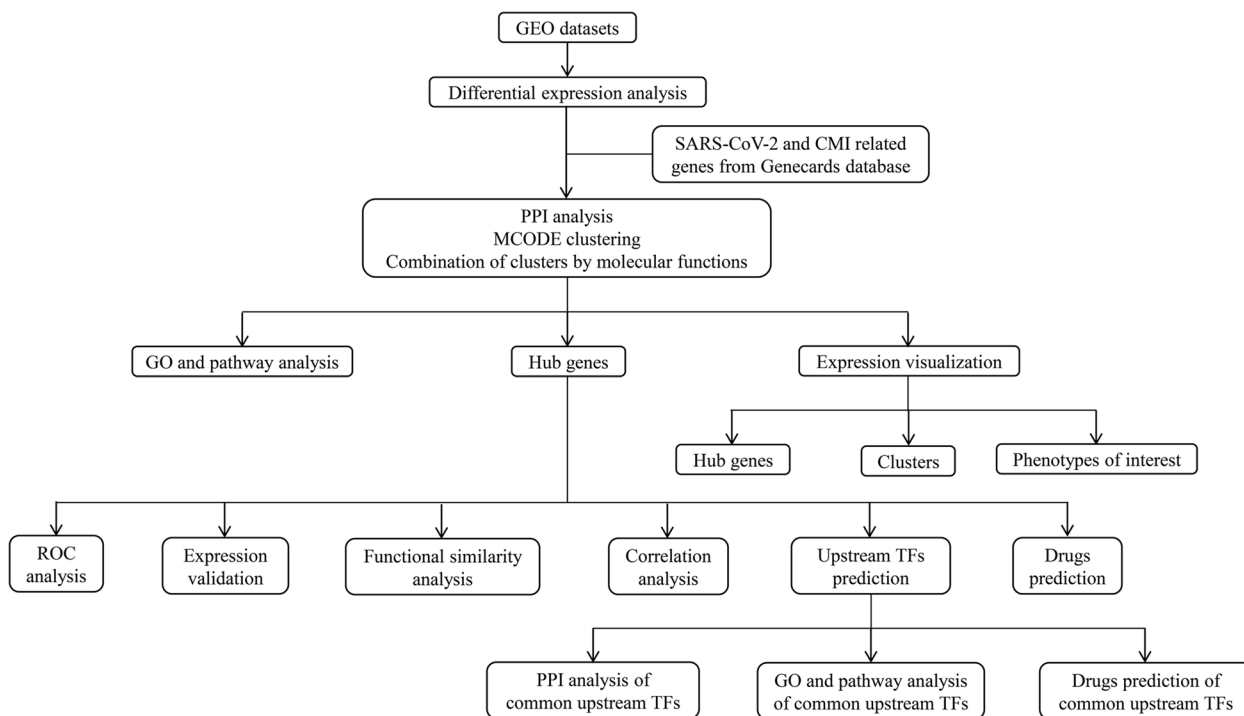 GEO datasets
Differential expression analysis
SARS-CoV-2 and CMI related
genes from Genecards database
PPI analysis
MCODE clustering
Combination of clusters by molecular functions
GO and pathway analysis
Hub genes
Expression visualization
Hub genes
Clusters
Phenotypes of interest
ROC
analysis
Expression
validation
Functional similarity
analysis
Correlation
analysis
Upstream TFs
prediction
Drugs
prediction
PPI analysis of
common upstream TFs
GO and pathway analysis
of common upstream TFs
Drugs prediction of
common upstream TFs